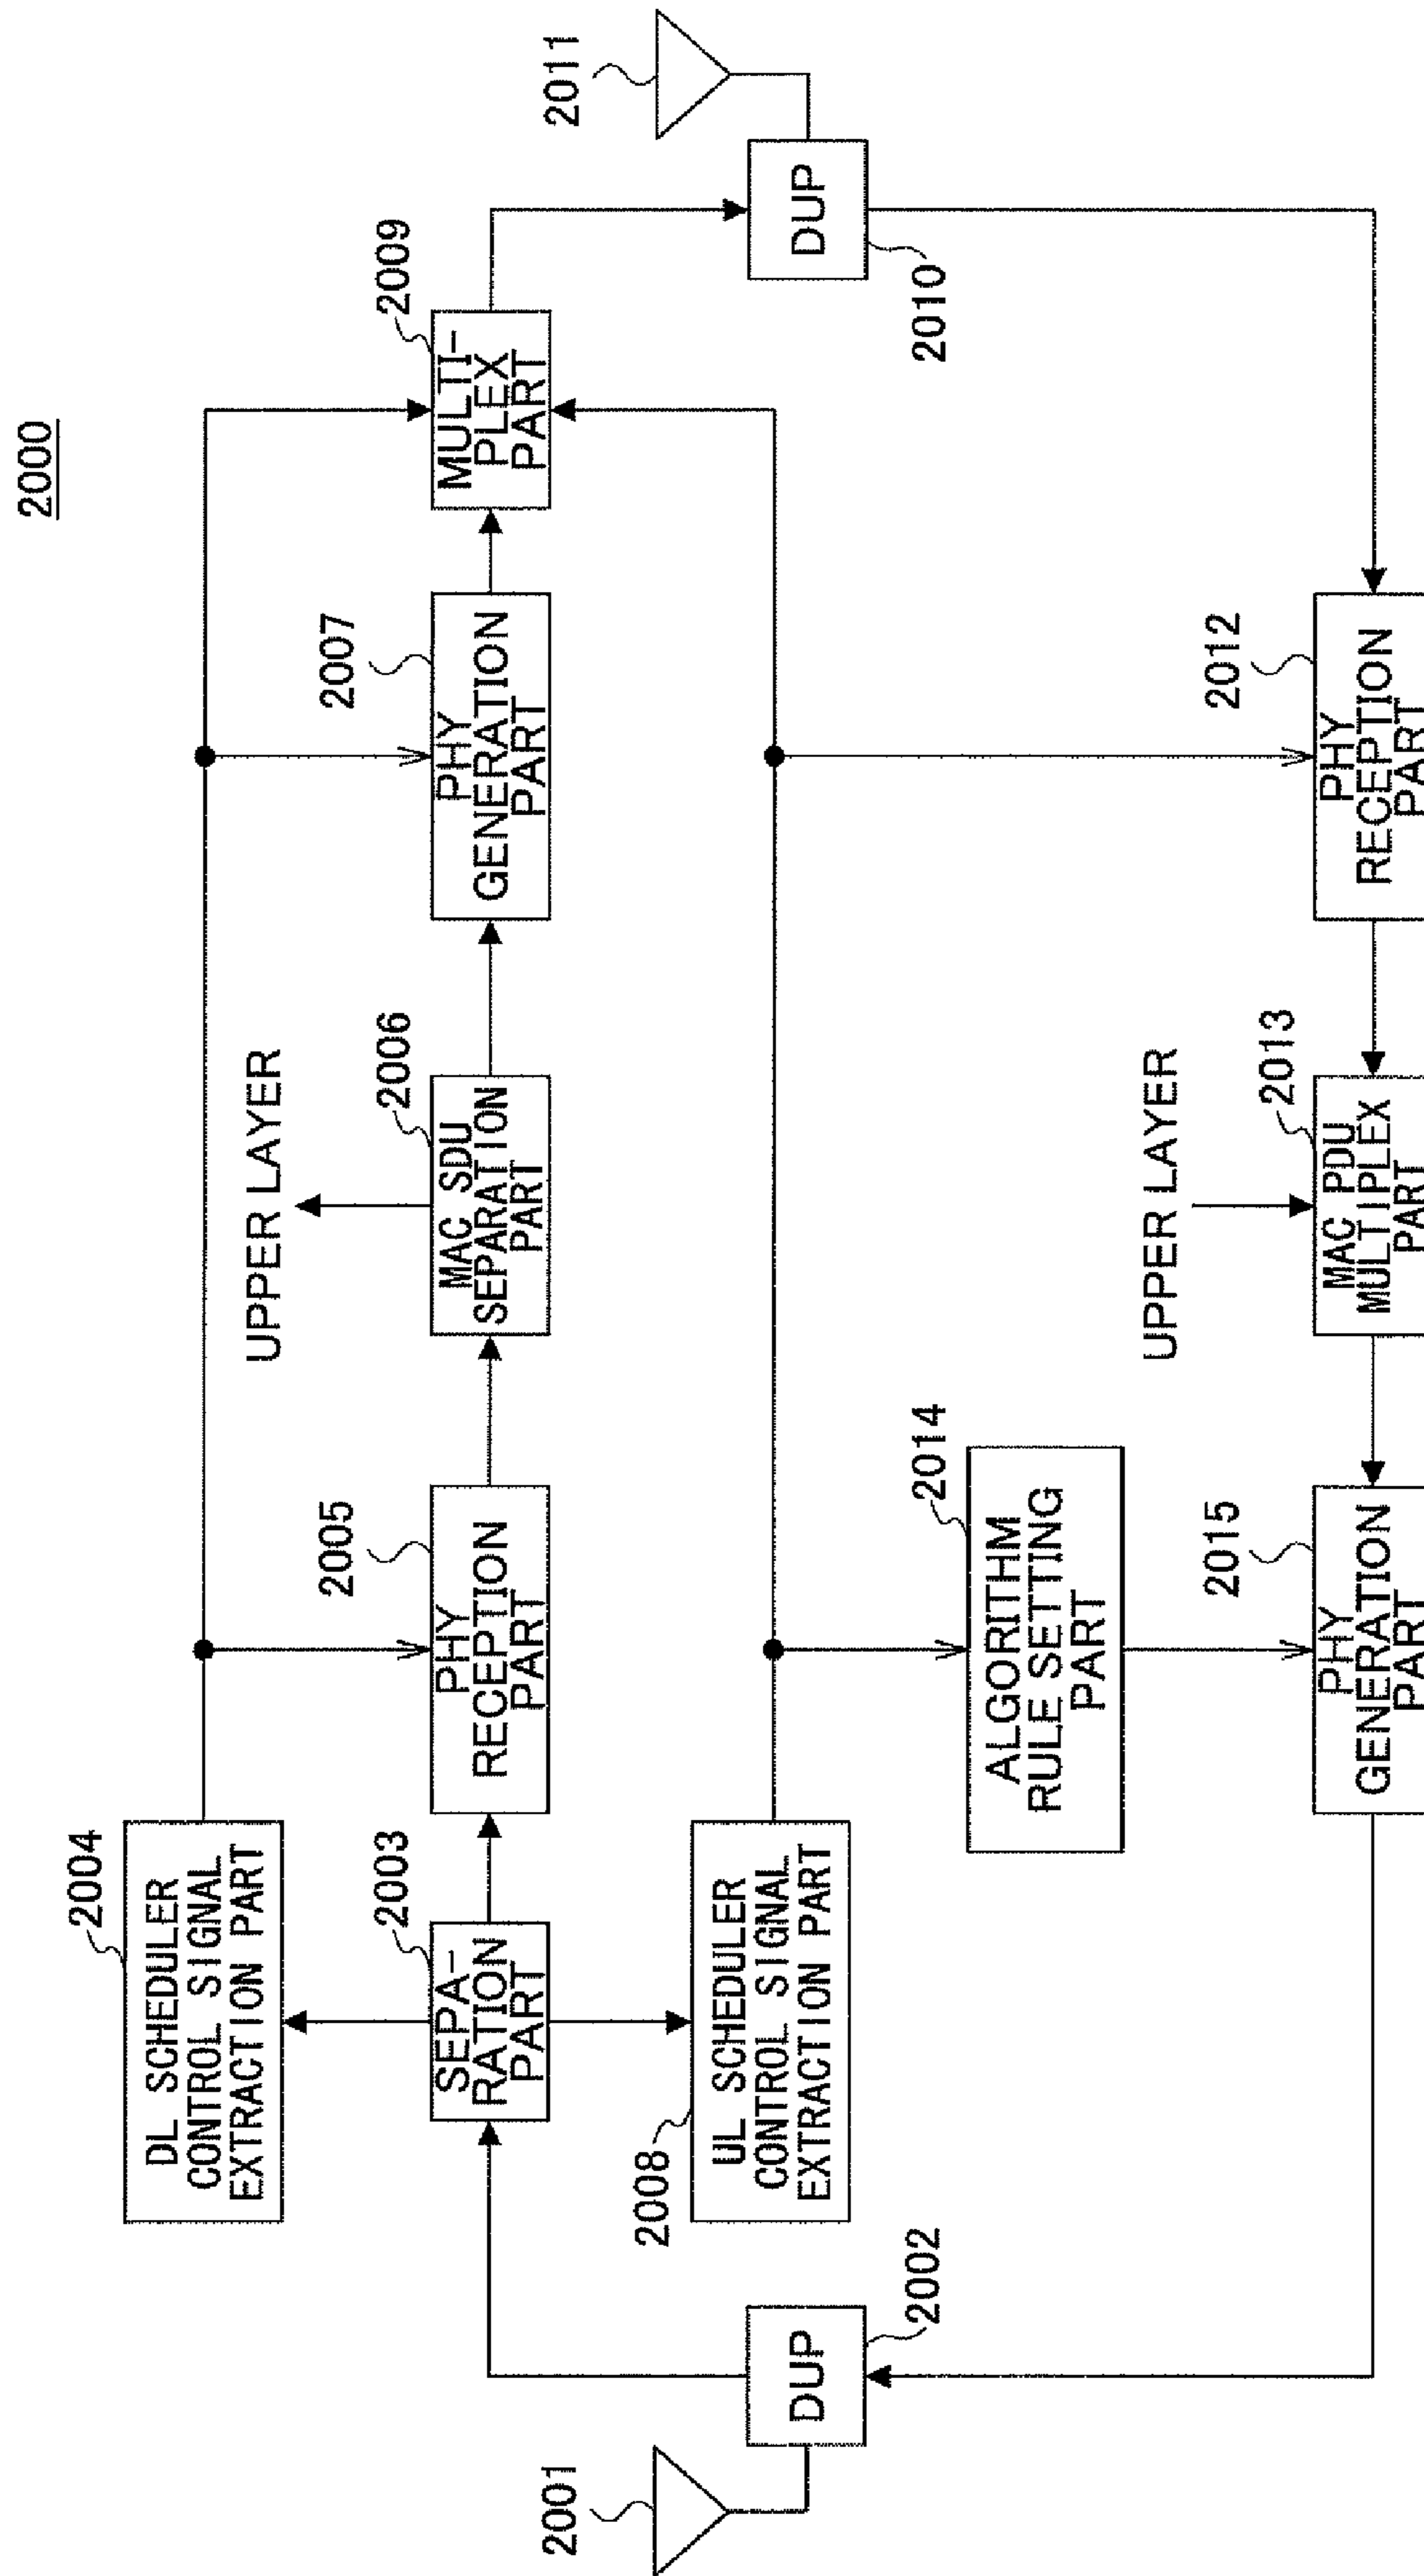 2000
2004
DL SCHEDULER
CONTROL SIGNAL
EXTRACTION PART
UPPER LAYER
2003
SEPA-
RATION
PART
2005
PHY
RECEPTION
PART
2006
MAC SDU
SEPARATION
PART
2007
PHY
GENERATION
PART
2009
MULTI-
PLEX
PART
2008
UL SCHEDULER
CONTROL SIGNAL
EXTRACTION PART
2001
DUP
2002
2011
DUP
2010
2014
ALGORITHM
RULE SETTING
PART
UPPER LAYER
2015
PHY
GENERATION
PART
2013
MAC PDU
MULTIPLEX
PART
2012
PHY
RECEPTION
PART